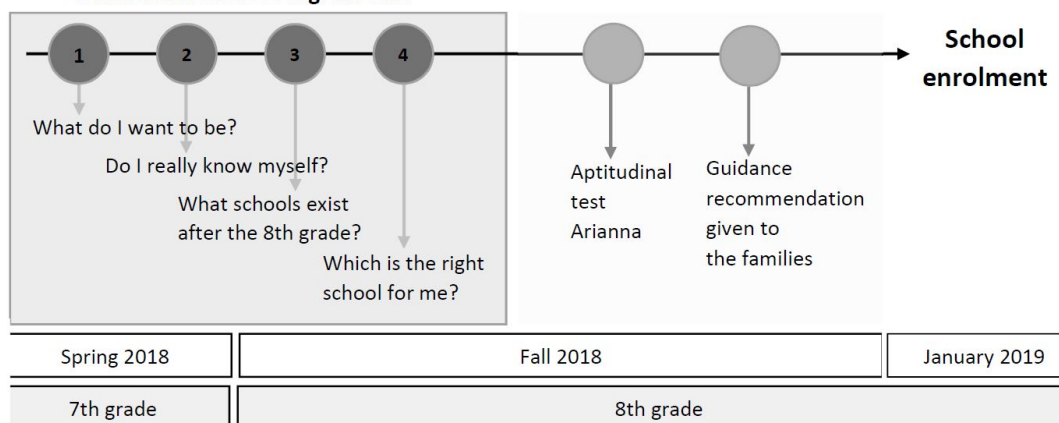 1
2
3
4
School
enrolment
What do I want to be?
Do I really know myself?
What schools exist
after the 8th grade?
Which is the right
school for me?
Aptitudinal
test
Arianna
Guidance
recommendation
given to
the families
Spring 2018
Fall 2018
January 2019
7th grade
8th grade